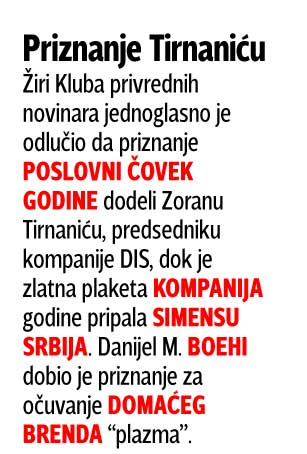 Priznanje Tirnaniću
Žiri Kluba privrednih
novinara jednoglasno je
odlučio da priznanje
POSLOVNI ČOVEK
GODINE dodeli Zoranu
Tirnaniću, predsedniku
kompanije DIS, dok je
zlatna plaketa KOMPANIJA
godine pripala SIMENSU
SRBIJA. Danijel M. BOEHI
dobio je priznanje za
očuvanje DOMAĆEG
BRENDA “plazma”.